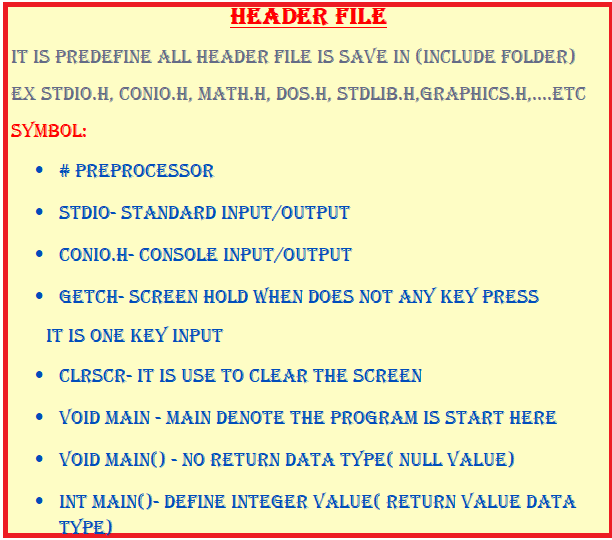 HEADER FILE
IT IS PREDEFINE ALL HEADER FILE IS SAVE IN (INCLUDE FOLDER)
EX STDIO.H, CONIO.H, MATH.H, DOS.H, STDLIB.H,GRAPHICS.H,....ETC
SYMBOL:
• # PREPROCESSOR
• STDIO- STANDARD INPUT/OUTPUT
• CONIO.H- CONSOLE INPUT/OUTPUT
• GETCH- SCREEN HOLD WHEN DOES NOT ANY KEY PRESS
IT IS ONE KEY INPUT
• CLRSCR- IT IS USE TO CLEAR THE SCREEN
• VOID MAIN - MAIN DENOTE THE PROGRAM IS START HERE
• VOID MAIN() - NO RETURN DATA TYPE( NULL VALUE)
• INT MAIN()- DEFINE INTEGER VALUE( RETURN VALUE DATA
TYPE)